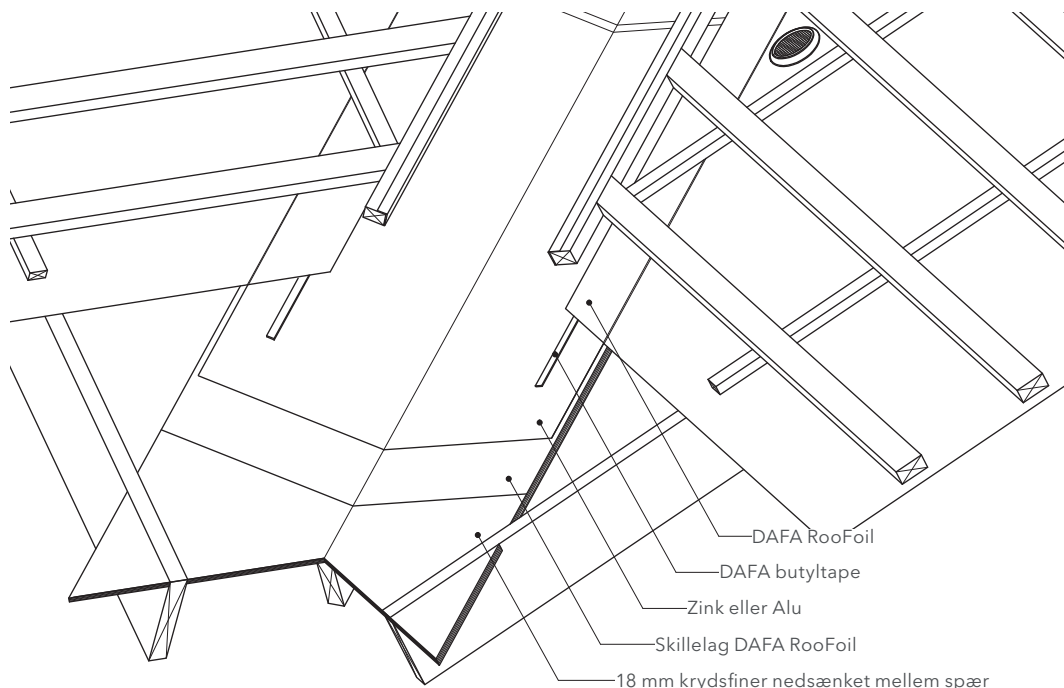 DAFA RooFoil
DAFA butyltape
Zink eller Alu
Skillelag DAFA RooFoil
18 mm krydsfiner nedsænket mellem spær